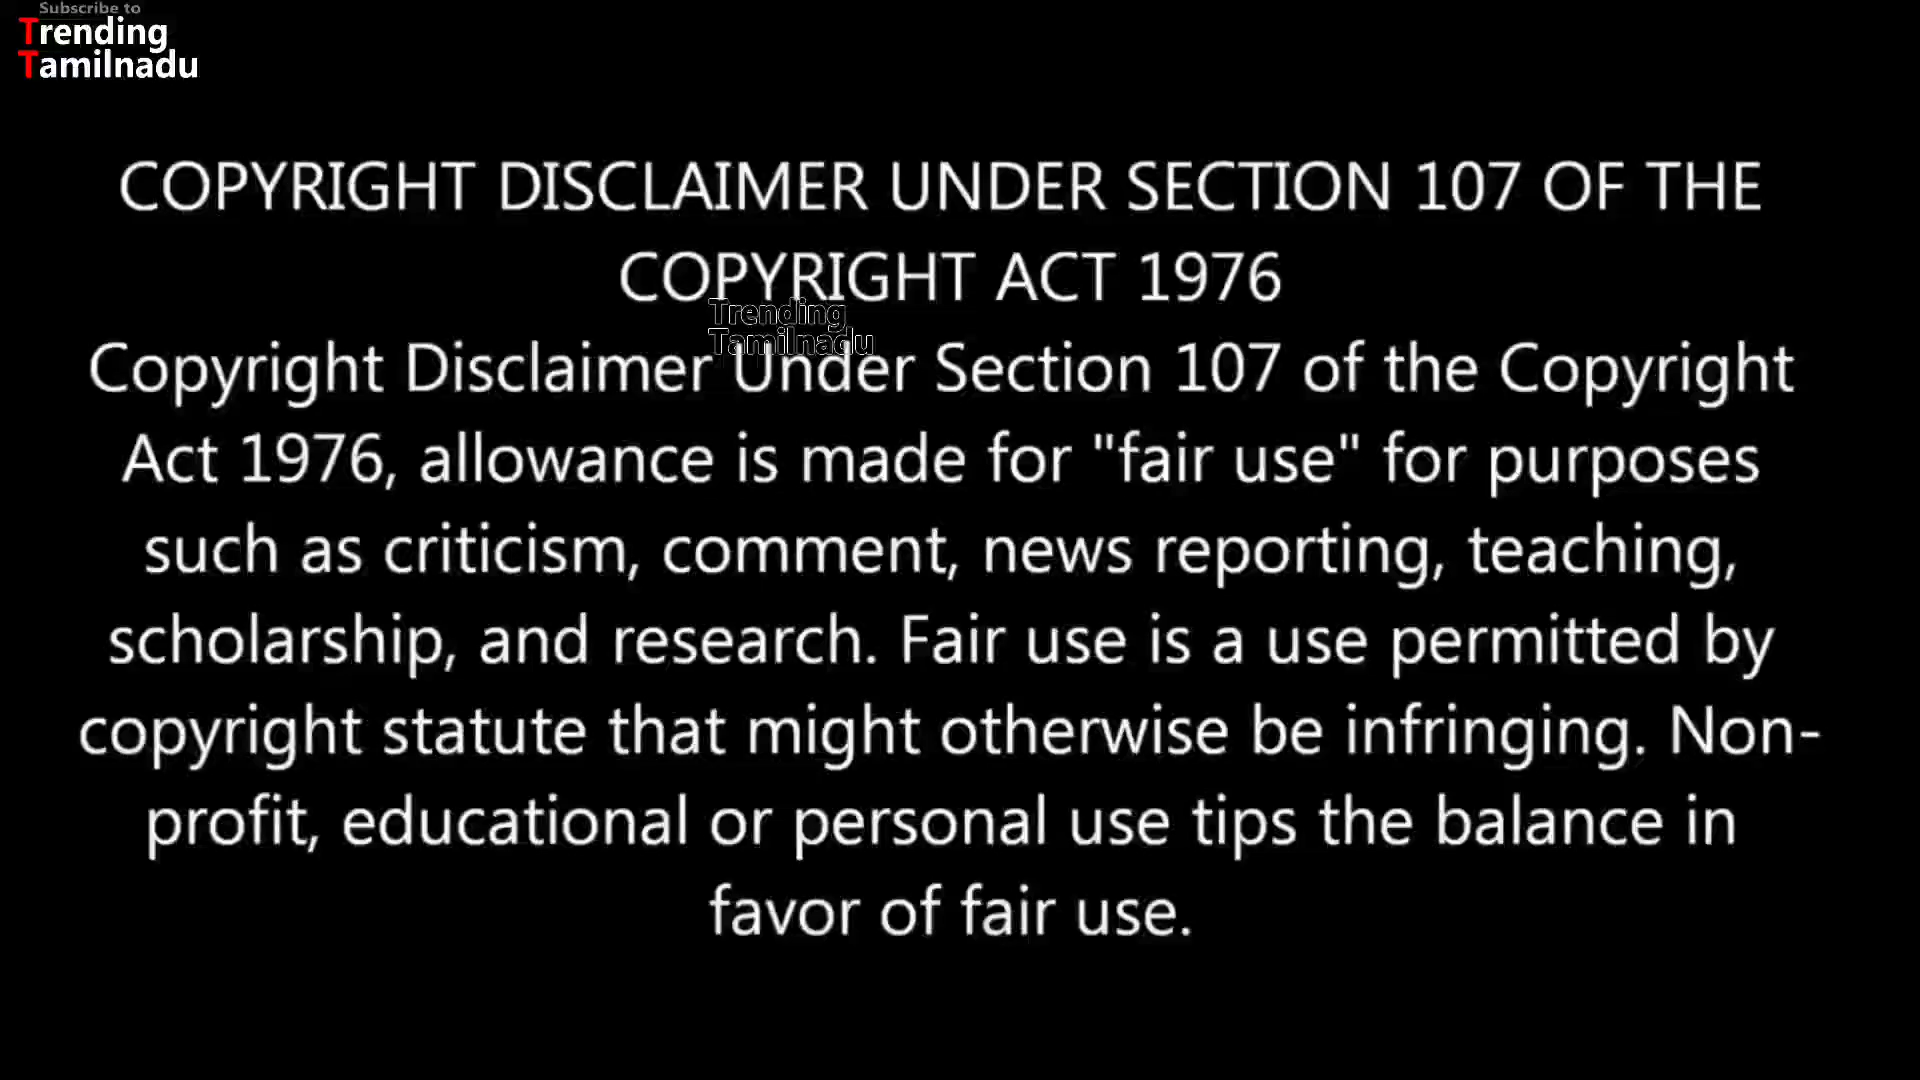 Subscribe to
Trending
Tamilnadu
COPYRIGHT DISCLAIMER UNDER SECTION 107 OF THE
COPYRIGHT ACT 1976
Trending
Tamilnadu
Copyright Disclaimer Under Section 107 of the Copyright
Act 1976, allowance is made for "fair use" for purposes
such as criticism, comment, news reporting, teaching,
scholarship, and research. Fair use is a use permitted by
copyright statute that might otherwise be infringing. Non-
profit, educational or personal use tips the balance in
favor of fair use.